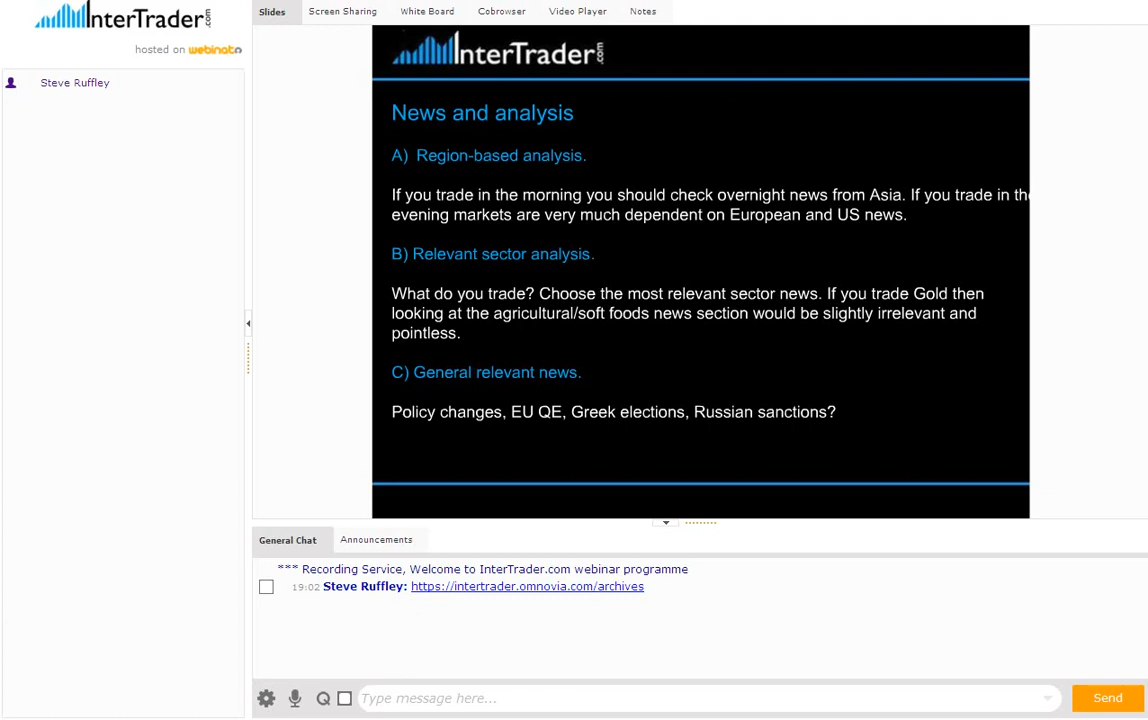 InterTrader.com
hosted on webinato
Steve Ruffley
Slides Screen Sharing White Board Cobrowser Video Player Notes
InterTrader.com
News and analysis
A) Region-based analysis.
If you trade in the morning you should check overnight news from Asia. If you trade in the
evening markets are very much dependent on European and US news.
B) Relevant sector analysis.
What do you trade? Choose the most relevant sector news. If you trade Gold then
looking at the agricultural/soft foods news section would be slightly irrelevant and
pointless.
C) General relevant news.
Policy changes, EU QE, Greek elections, Russian sanctions?
General Chat Announcements
*** Recording Service, Welcome to InterTrader.com webinar programme
19:02 Steve Ruffley: https://intertrader.omnovia.com/archives
Type message here...
Send